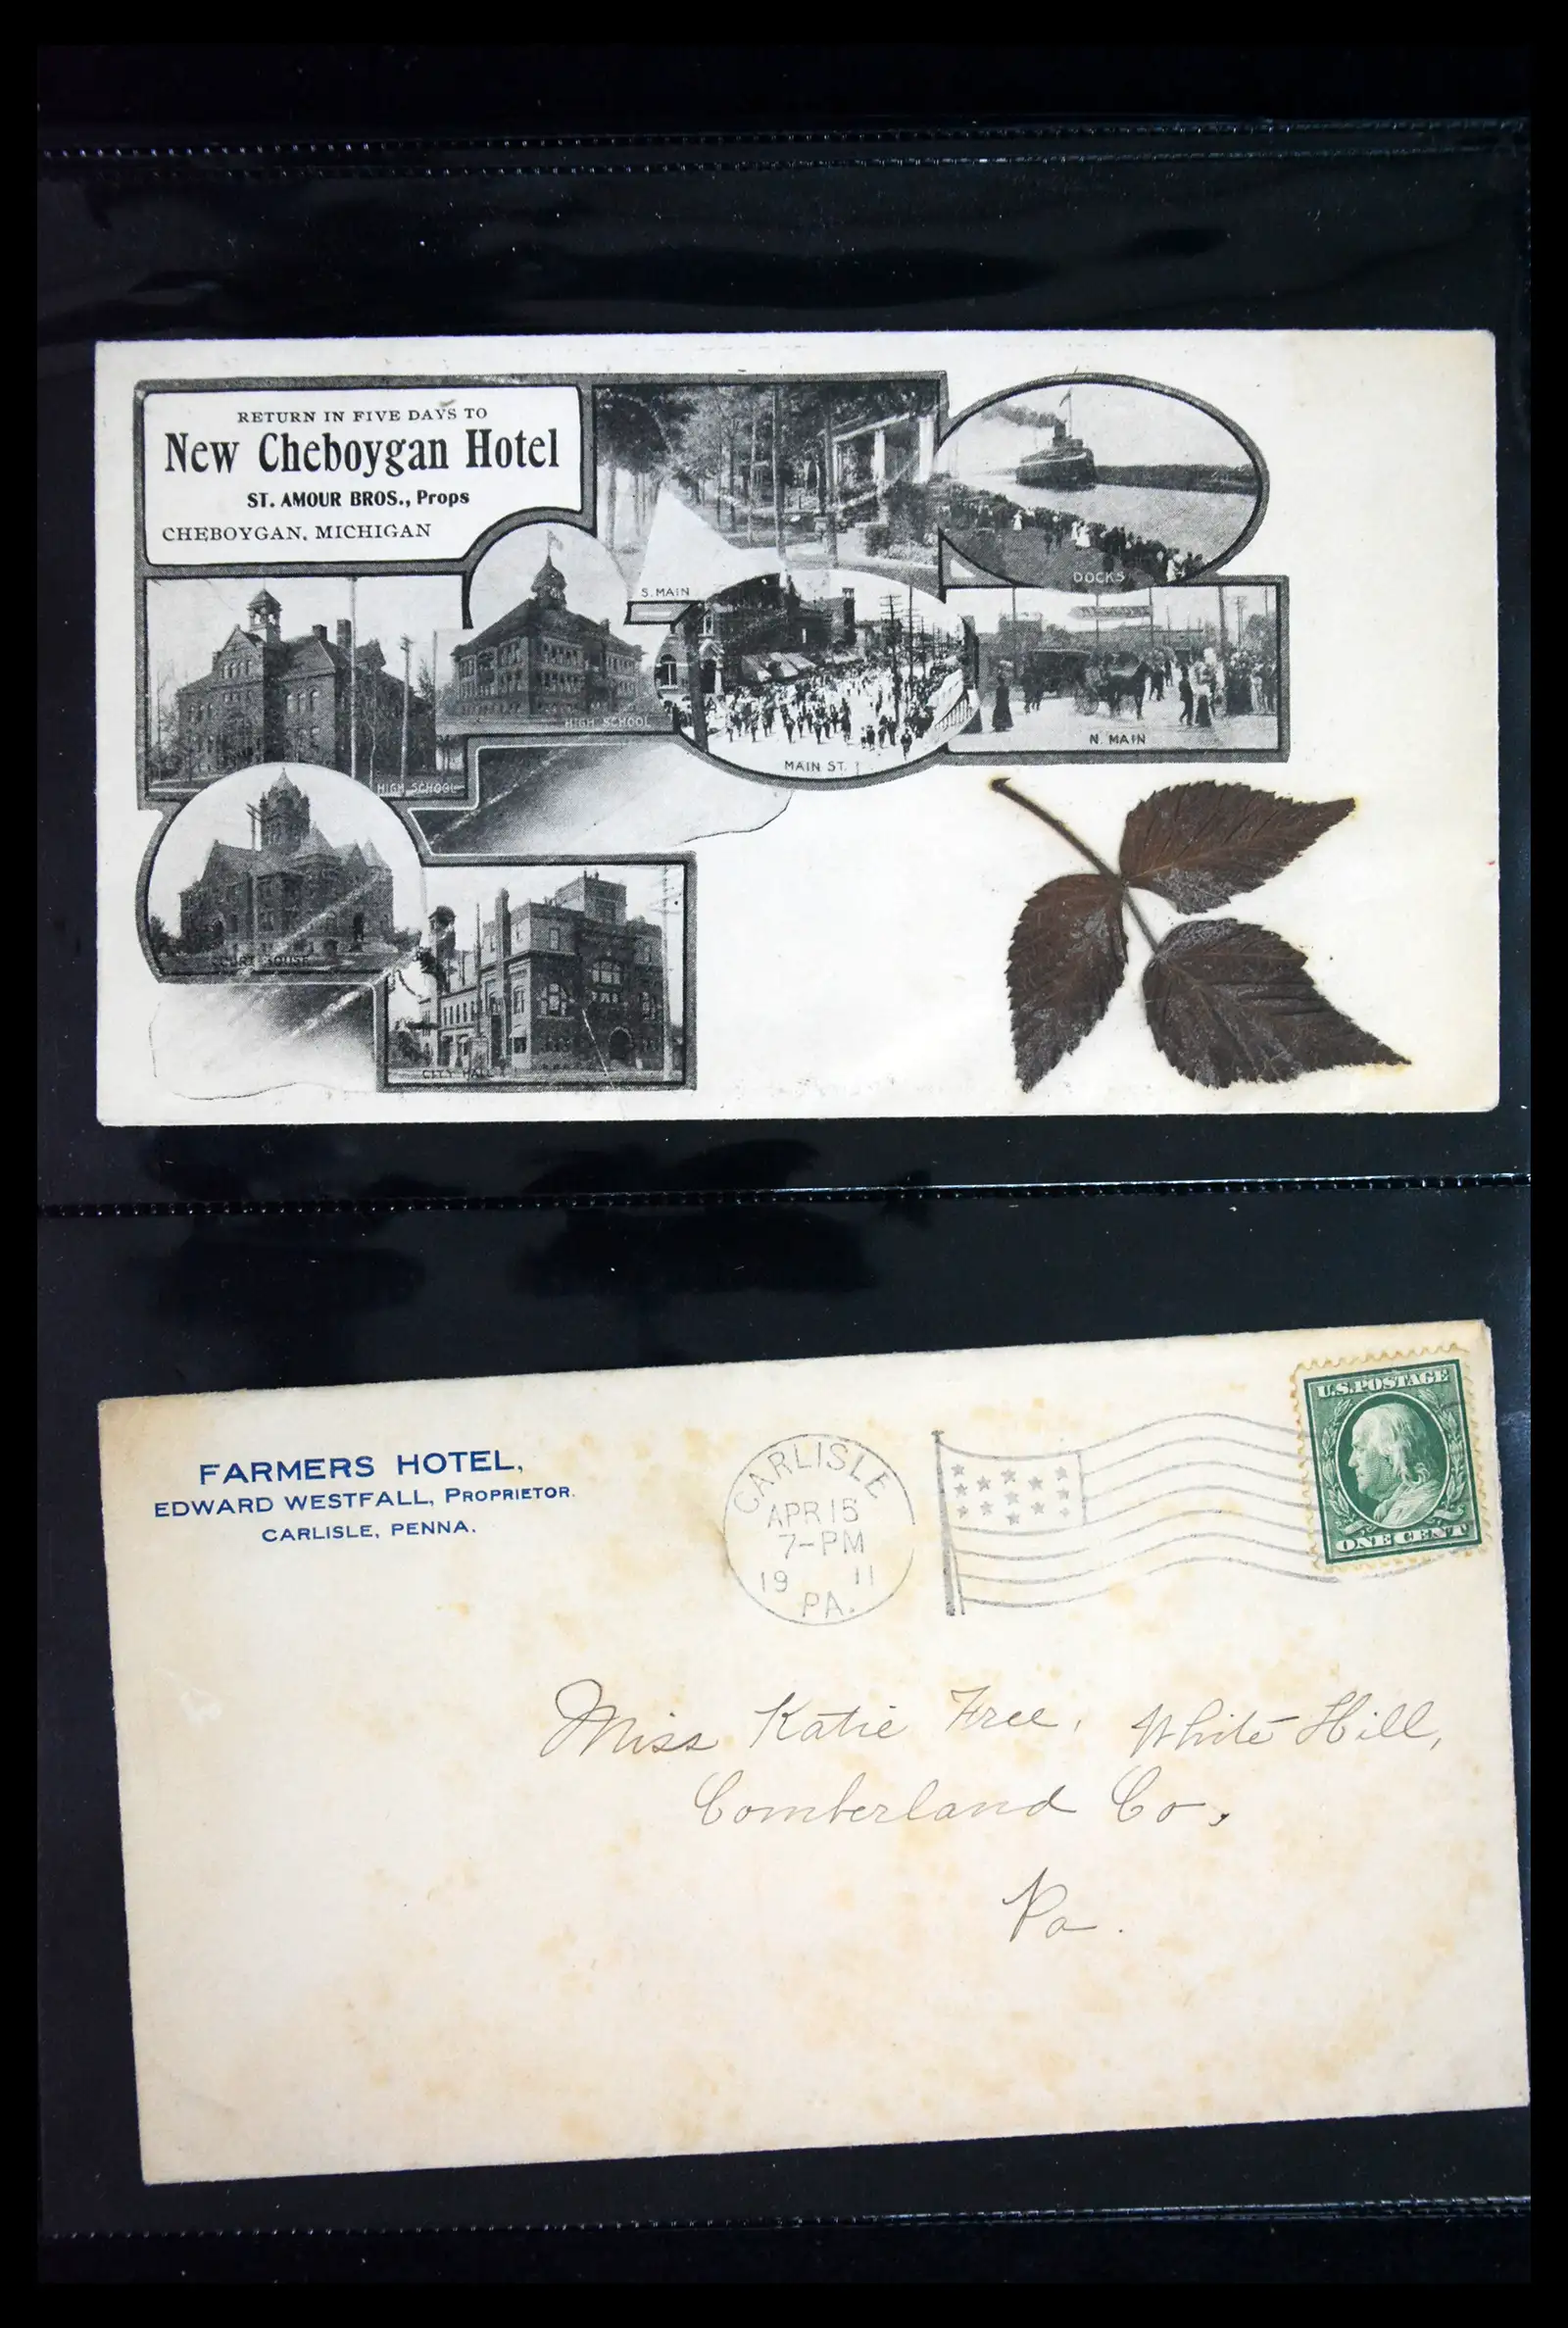 RETURN IN FIVE DAYS TO
New Cheboygan Hotel
ST. AMOUR BROS., Props
CHEBOYGAN, MICHIGAN
S. MAIN
DOCKS
HIGH SCHOOL
HIGH SCHOOL
MAIN ST.
N. MAIN
COURT HOUSE
CITY HALL
FARMERS HOTEL,
EDWARD WESTFALL, PROPRIETOR.
CARLISLE, PENNA.
CARLISLE
APR 15
7-PM
19 11
PA.
U.S. POSTAGE
ONE CENT
Miss Katie Free, White Hill,
Comberland Co,
Pa.